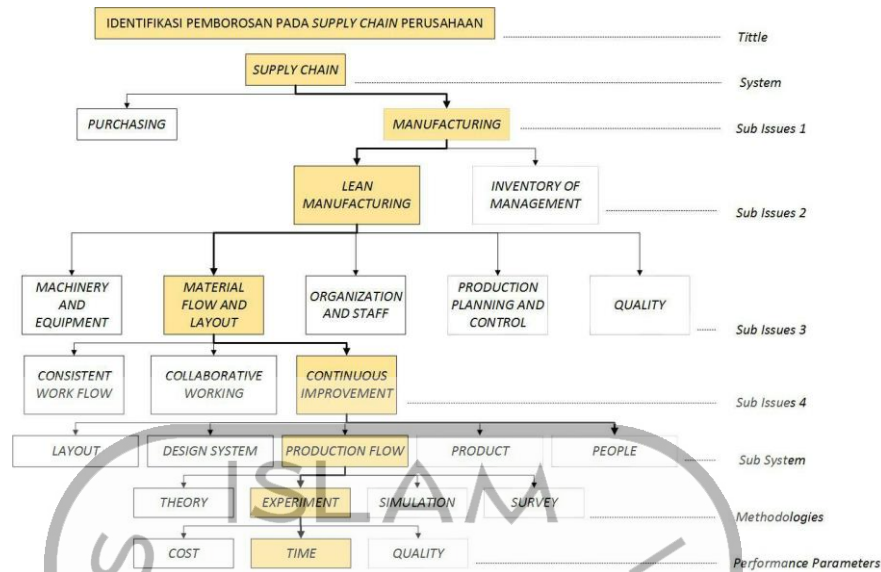 IDENTIFIKASI PEMBOROSAN PADA SUPPLY CHAIN PERUSAHAAN
Tittle
SUPPLY CHAIN
System
PURCHASING
MANUFACTURING
Sub Issues 1
LEAN
MANUFACTURING
INVENTORY OF
MANAGEMENT
Sub Issues 2
MACHINERY
AND
EQUIPMENT
MATERIAL
FLOW AND
LAYOUT
ORGANIZATION
AND STAFF
PRODUCTION
PLANNING AND
CONTROL
QUALITY
Sub Issues 3
CONSISTENT
WORK FLOW
COLLABORATIVE
WORKING
CONTINUOUS
IMPROVEMENT
Sub Issues 4
LAYOUT
DESIGN SYSTEM
PRODUCTION FLOW
PRODUCT
PEOPLE
Sub System
ISLAM
THEORY
EXPERIMENT
SIMULATION
SURVEY
Methodologies
COST
TIME
QUALITY
Performance Parameters